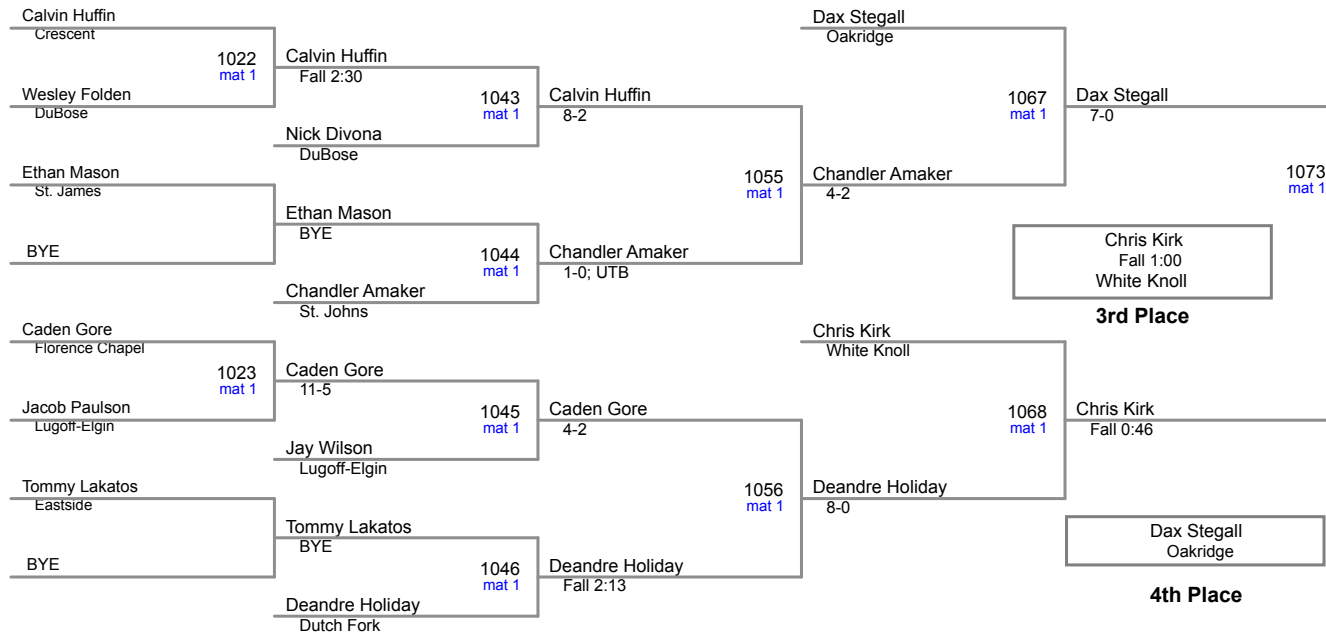 Calvin Huffin
Crescent
1022
mat 1
Wesley Folden
DuBose
Calvin Huffin
Fall 2:30
1043
mat 1
Nick Divona
DuBose
Calvin Huffin
8-2
Ethan Mason
St. James
BYE
Ethan Mason
BYE
1044
mat 1
Chandler Amaker
St. Johns
Chandler Amaker
1-0; UTB
1055
mat 1
Chandler Amaker
4-2
Dax Stegall
Oakridge
1067
mat 1
Dax Stegall
7-0
1073
mat 1
Chris Kirk
Fall 1:00
White Knoll
3rd Place
Caden Gore
Florence Chapel
1023
mat 1
Jacob Paulson
Lugoff-Elgin
Caden Gore
11-5
1045
mat 1
Jay Wilson
Lugoff-Elgin
Caden Gore
4-2
Tommy Lakatos
Eastside
BYE
Tommy Lakatos
BYE
1046
mat 1
Deandre Holiday
Dutch Fork
Deandre Holiday
Fall 2:13
1056
mat 1
Deandre Holiday
8-0
Chris Kirk
White Knoll
1068
mat 1
Chris Kirk
Fall 0:46
Dax Stegall
Oakridge
4th Place